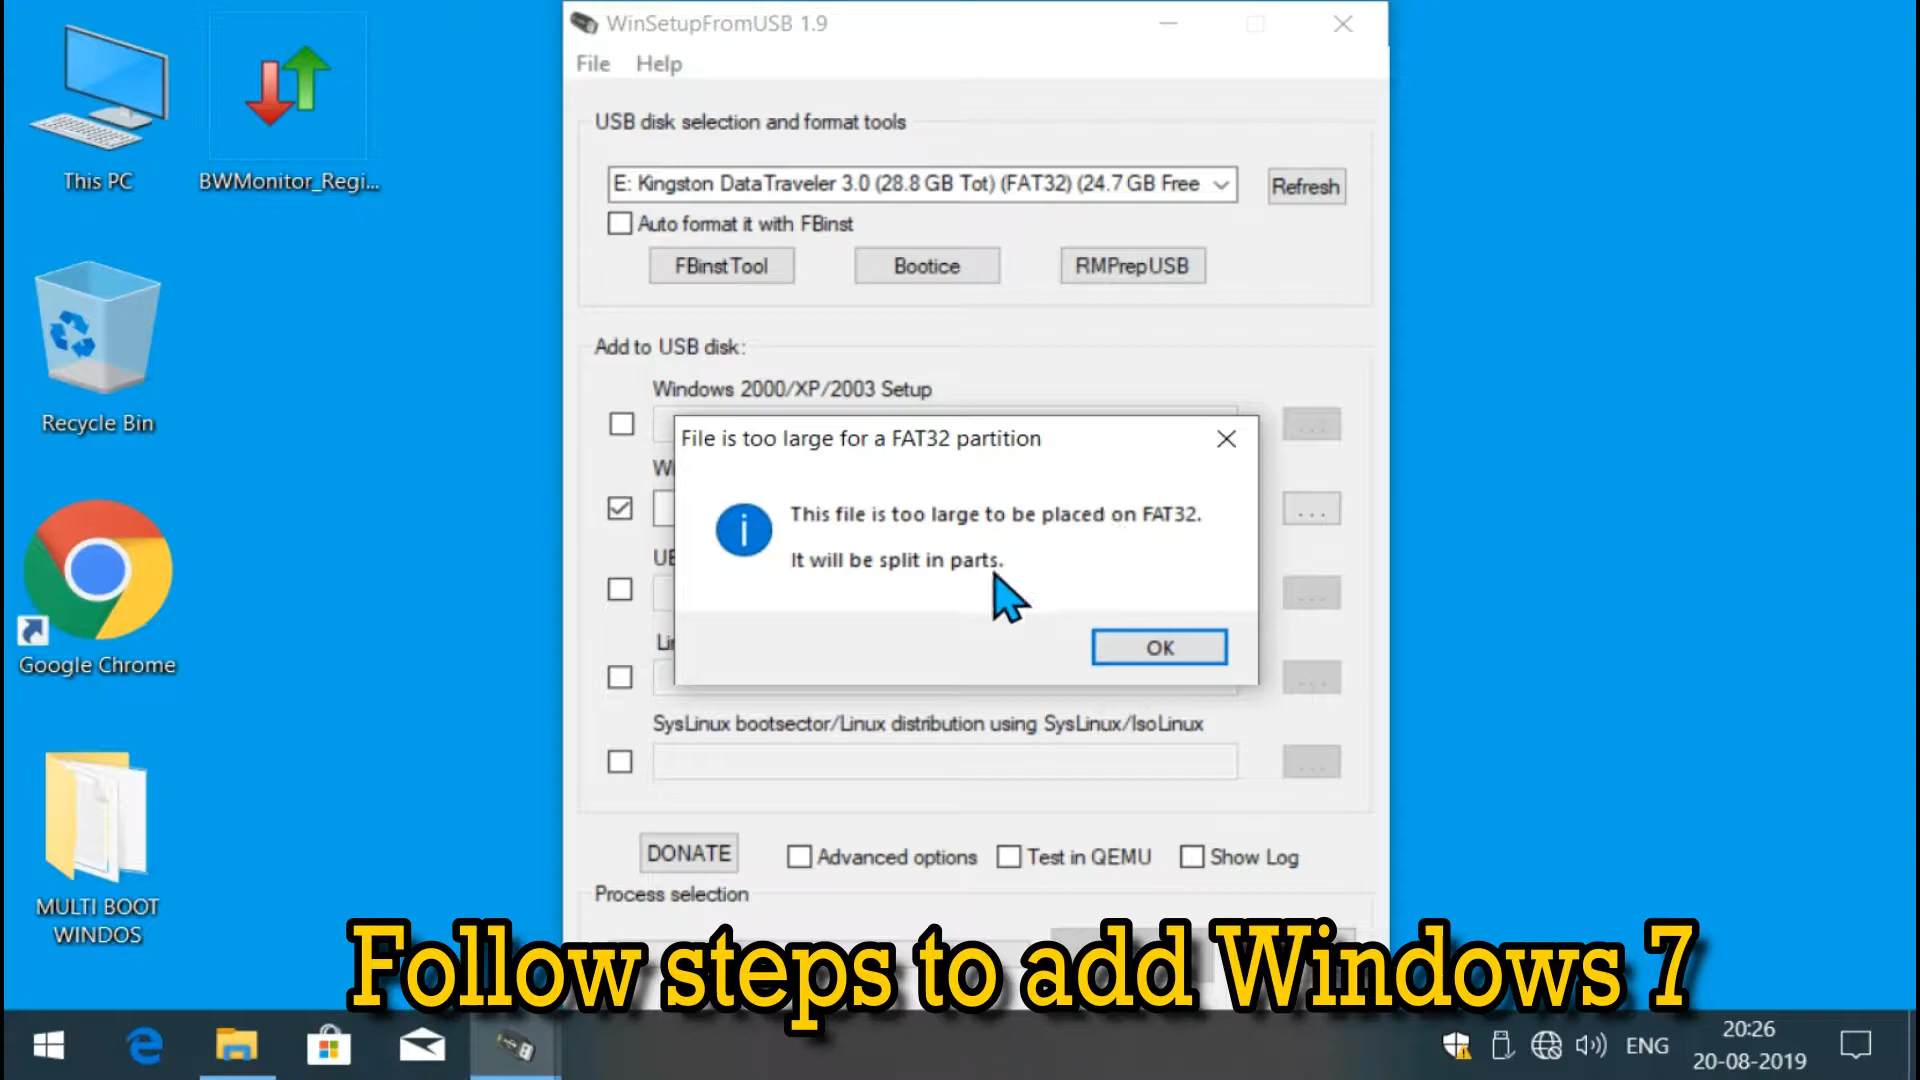 This PC
BWMonitor_Regi...
Recycle Bin
Google Chrome
MULTI BOOT
WINDOS
WinSetupFromUSB 1.9
File Help
USB disk selection and format tools
E: Kingston DataTraveler 3.0 (28.8 GB Tot) (FAT32) (24.7 GB Free
Refresh
Auto format it with FBinst
FBinstTool
Bootice
RMPrepUSB
Add to USB disk:
Windows 2000/XP/2003 Setup
...
File is too large for a FAT32 partition
This file is too large to be placed on FAT32.
It will be split in parts.
OK
...
...
...
SysLinux bootsector/Linux distribution using SysLinux/IsoLinux
...
DONATE
Advanced options
Test in QEMU
Show Log
Process selection
Follow steps to add Windows 7
ENG
20:26
20-08-2019